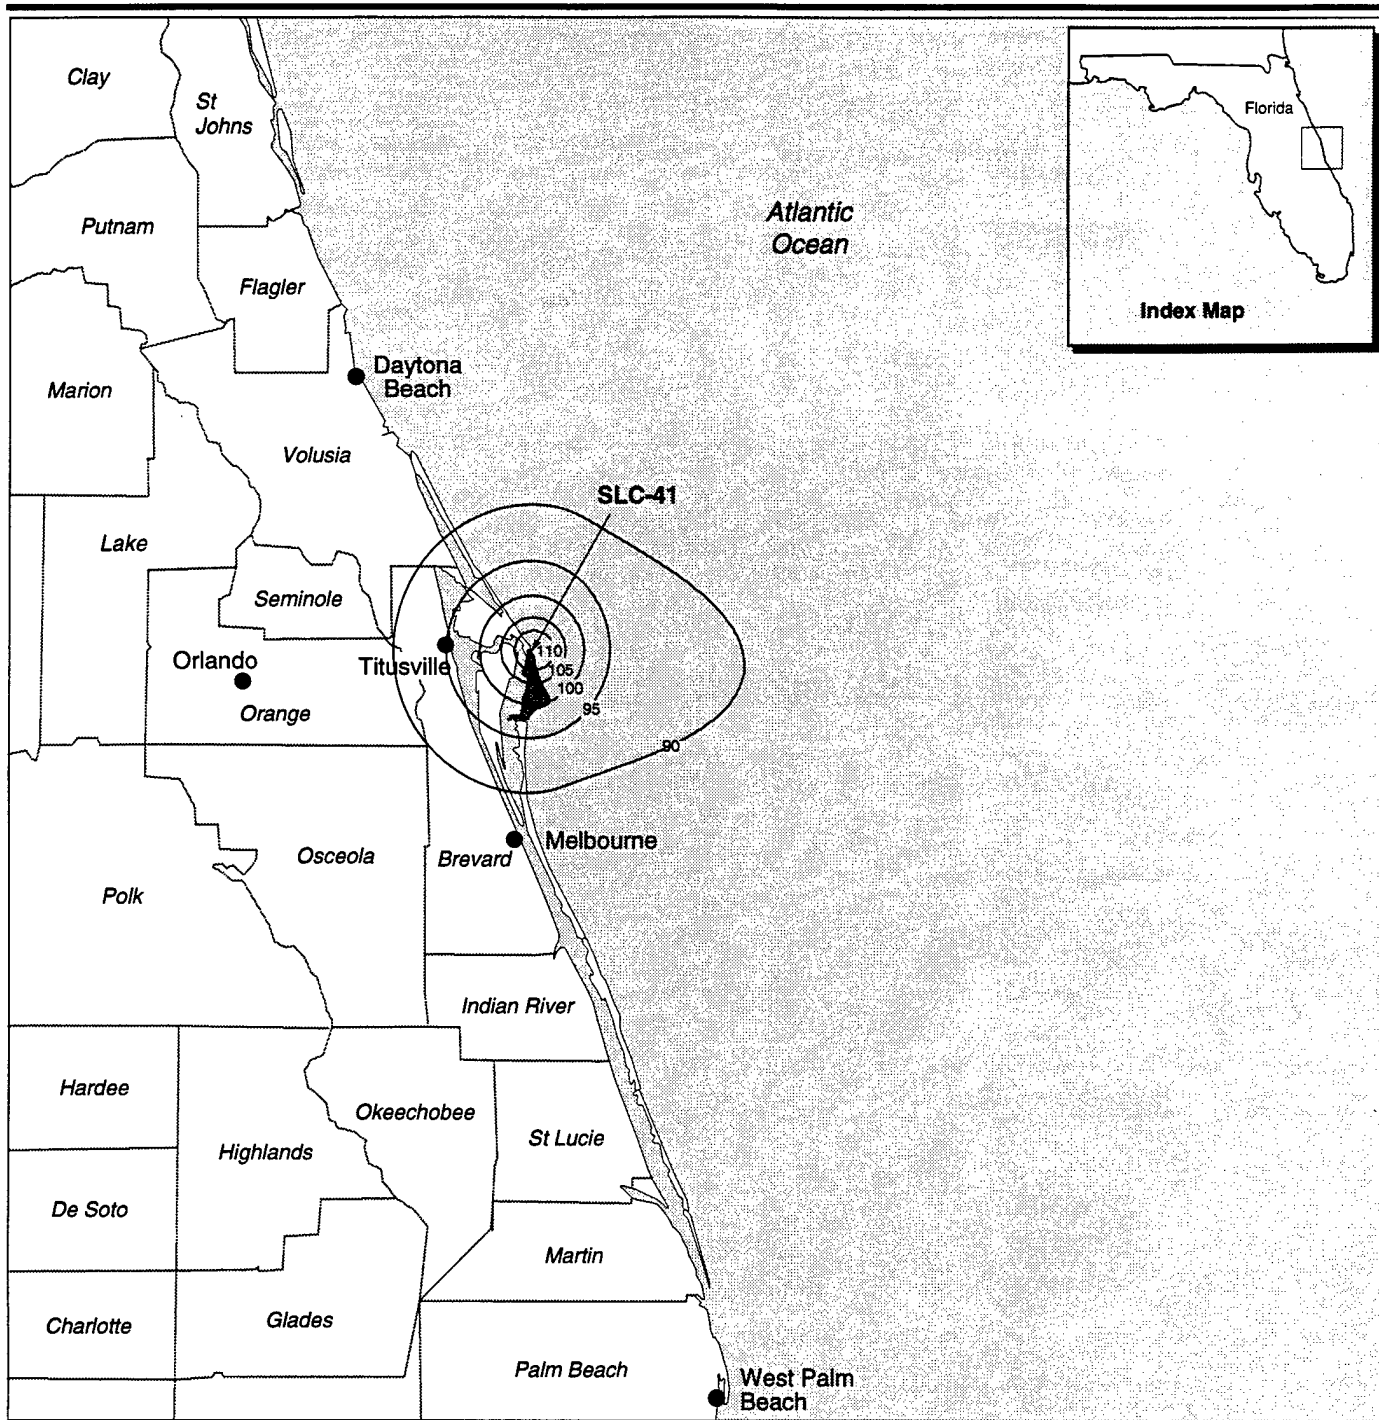 Clay
St
Johns
Florida
Atlantic
Ocean
Putnam
Flagler
Index Map
Daytona
Beach
Marion
Volusia
SLC-41
Lake
Seminole
Orlando
Titusville
110
105
100
95
90
Orange
Melbourne
Osceola
Brevard
Polk
Indian River
Hardee
Okeechobee
St Lucie
Highlands
De Soto
Martin
Glades
Charlotte
Palm Beach
West Palm
Beach